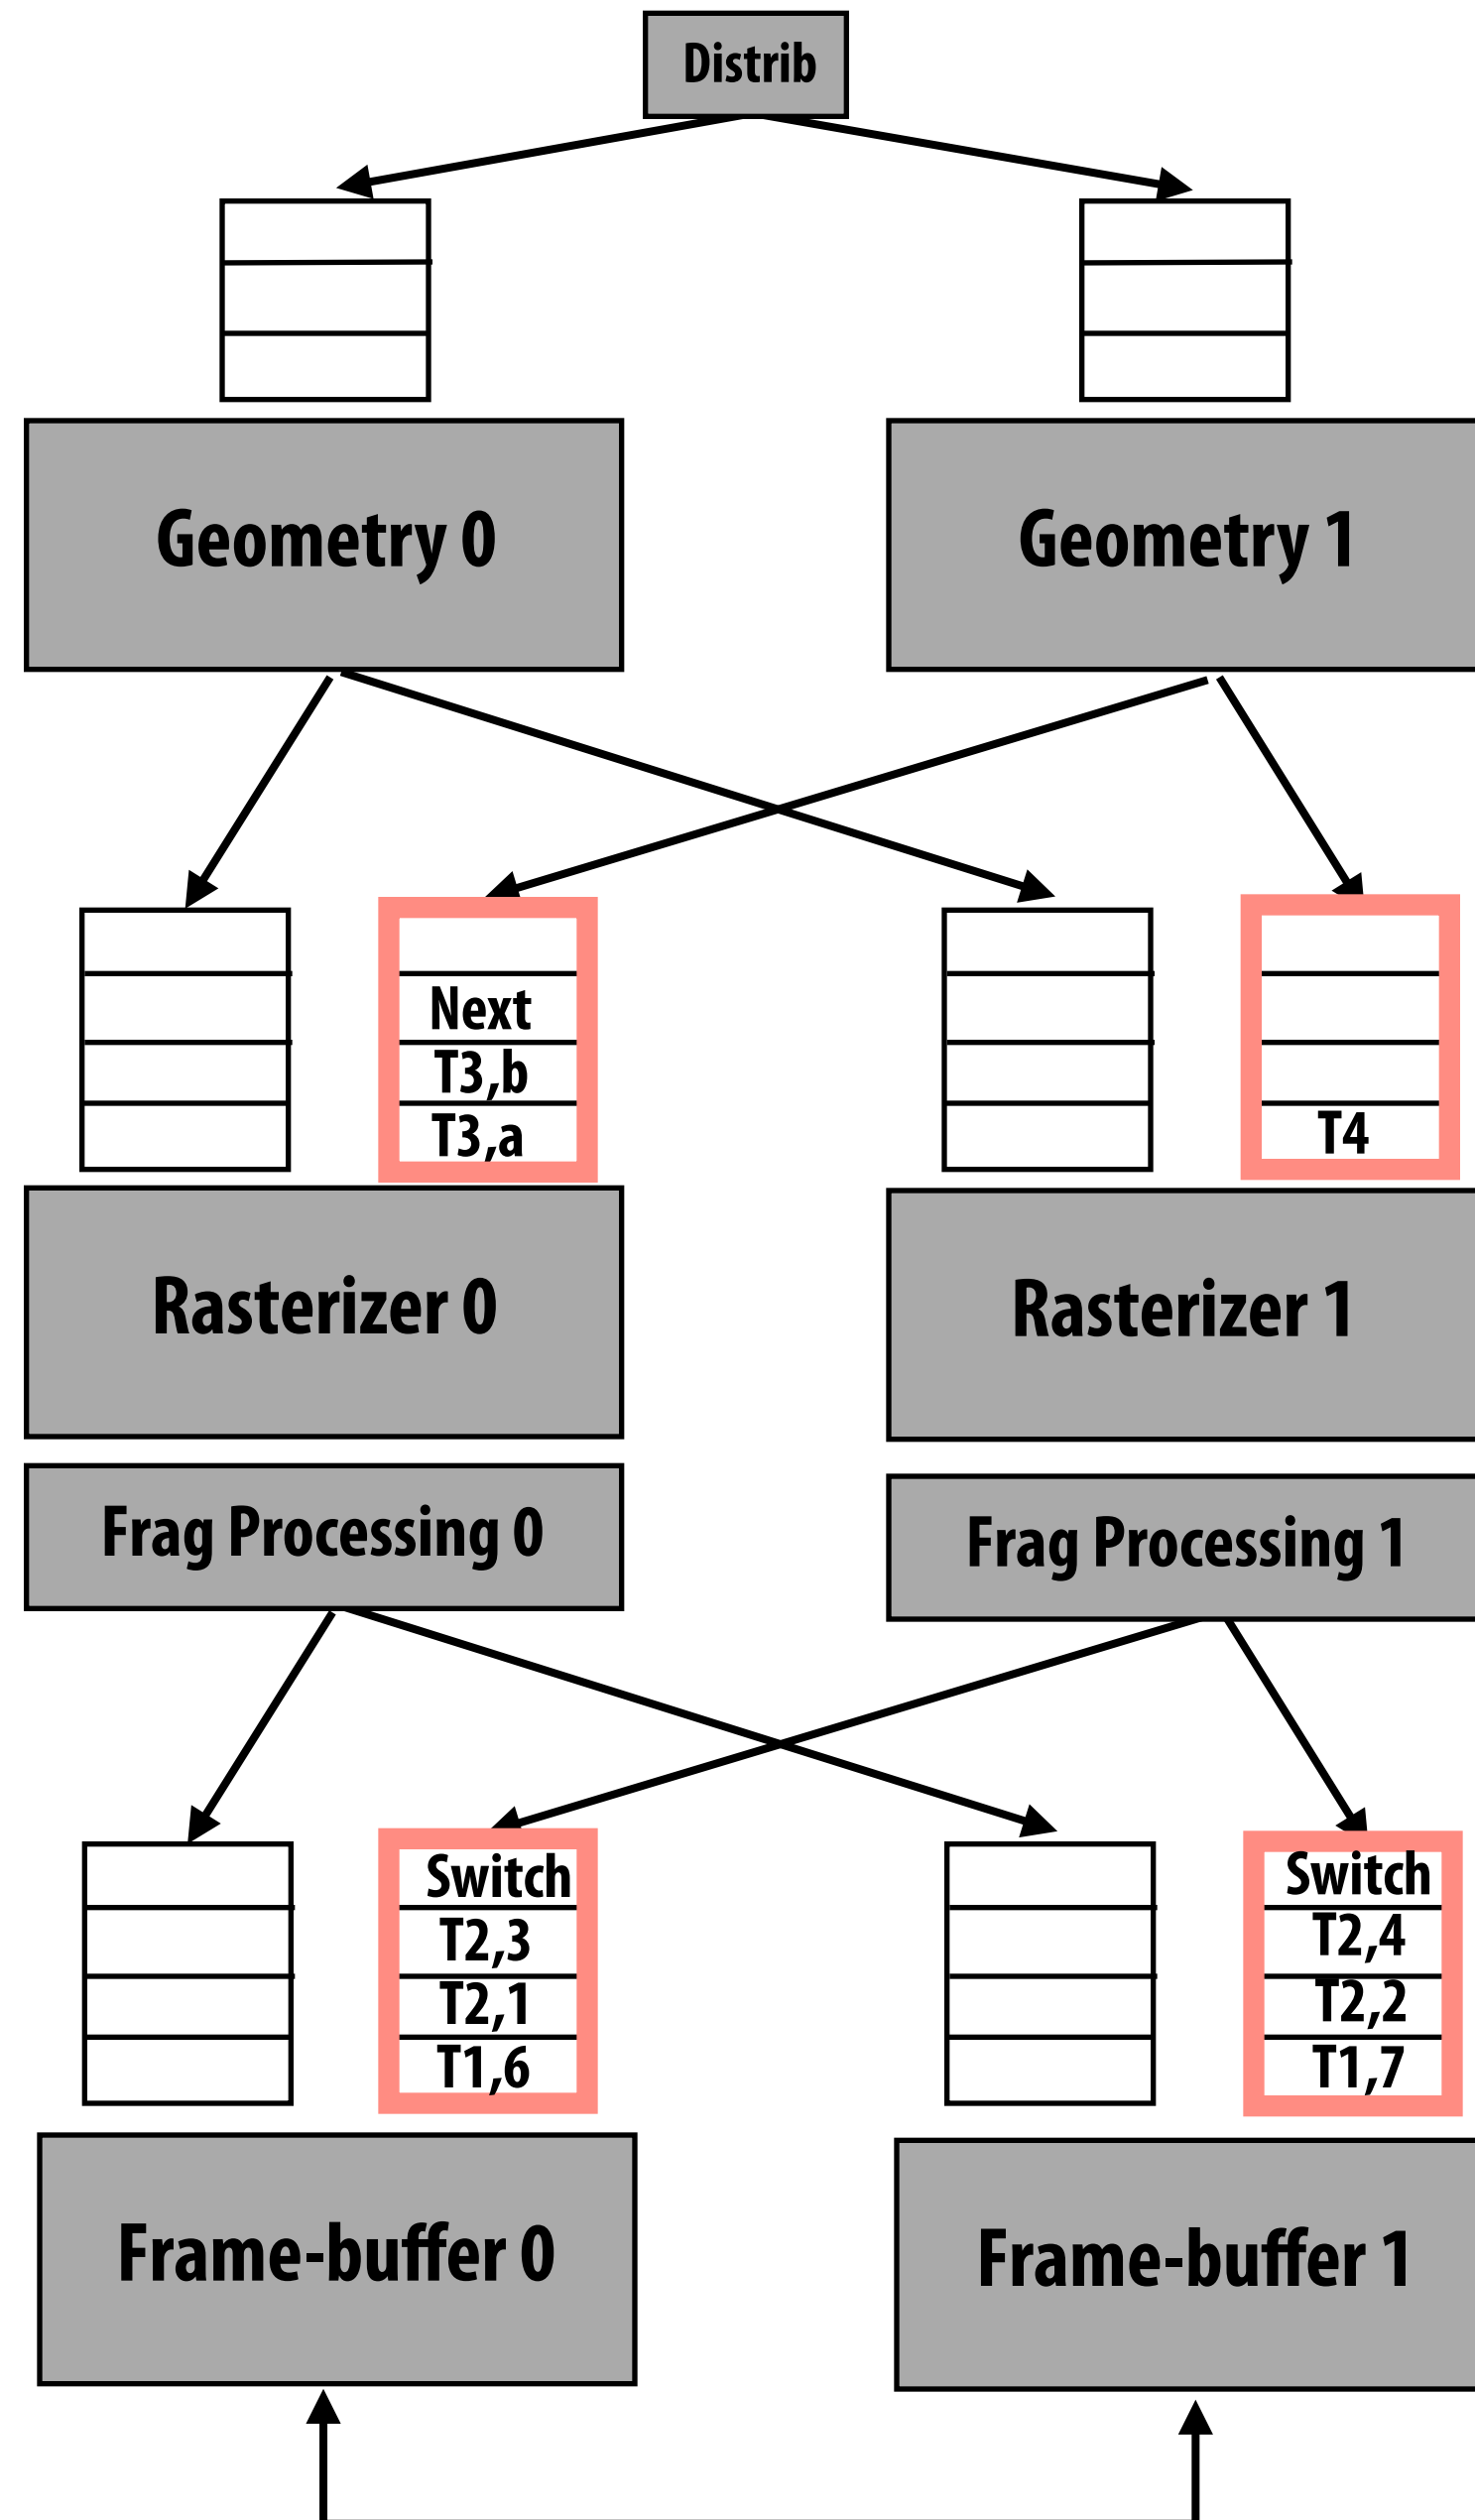 Distrib
Geometry 0
Geometry 1
Next
T3,b
T3,a
T4
Rasterizer 0
Rasterizer 1
Frag Processing 0
Frag Processing 1
Switch
T2,3
T2,1
T1,6
Switch
T2,4
T2,2
T1,7
Frame-buffer 0
Frame-buffer 1